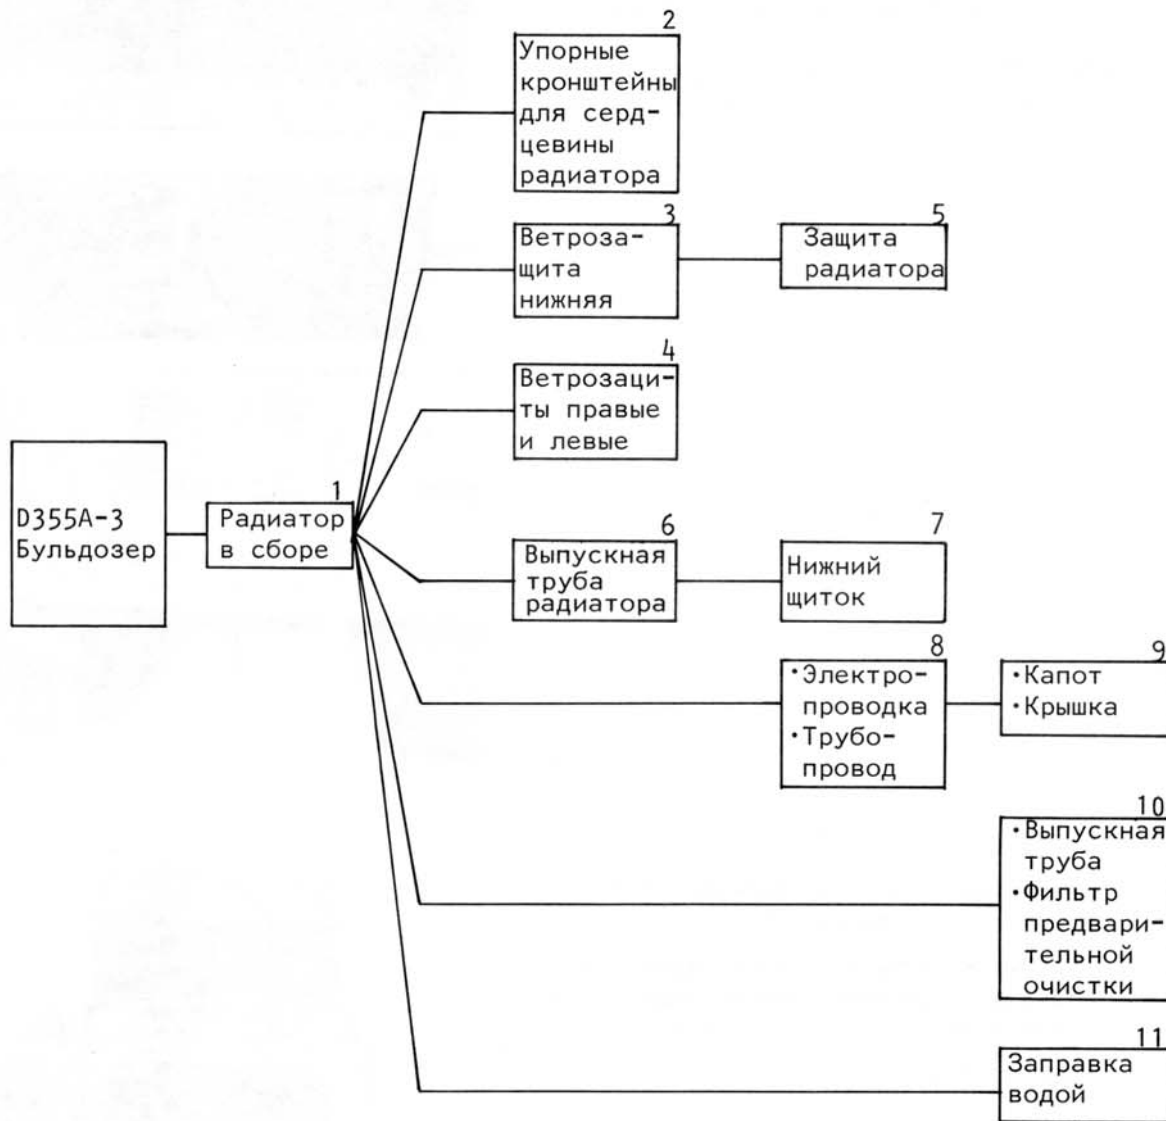 2
Упорные
кронштейны
для серд-
цевины
радиатора
3
Ветроза-
щита
нижняя
5
Защита
радиатора
4
Ветрозаци-
ты правые
и левые
D355A-3
Бульдозер
1
Радиатор
в сборе
6
Выпускная
труба
радиатора
7
Нижний
щиток
8
·Электро-
проводка
·Трубо-
провод
9
·Капот
·Крышка
10
·Выпускная
труба
·Фильтр
предвари-
тельной
очистки
11
Заправка
водой